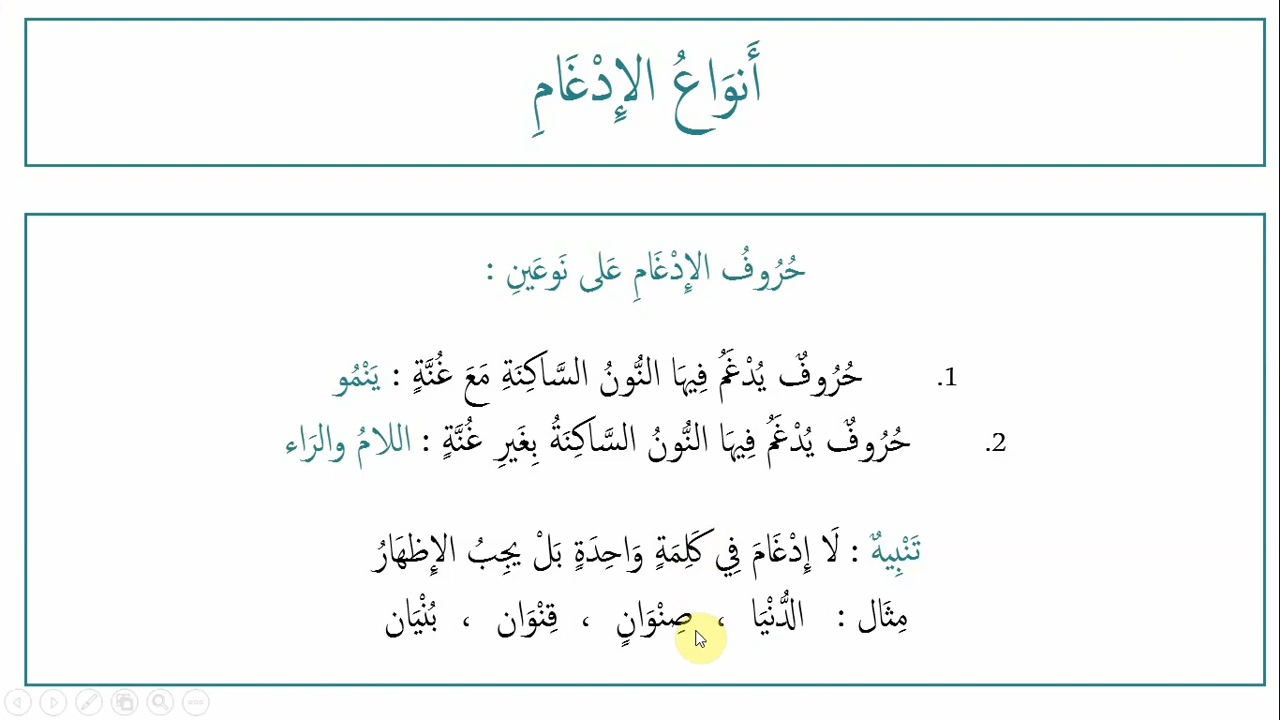 أَنوَاعُ الإِدْغَامِ
حُرُوفُ الإِدْغَامِ عَلى نَوعَينِ :
1. حُرُوفٌ يُدْغَمُ فِيهَا النُّونُ السَّاكِنَةِ مَعَ غُنَّةٍ : يَنْمُو
2. حُرُوفٌ يُدْغَمُ فِيهَا النُّونُ السَّاكِنَةُ بِغَيرِ غُنَّةٍ : اللامُ والرَاء
تَنْبِيهٌ : لَا إِدْغَامَ فِي كَلِمَةٍ وَاحِدَةٍ بَلْ يجِبُ الإِظهَارُ
مِثَال : الدُّنْيَا ، صِنْوَانٍ ، قِنْوَان ، بُنْيَان